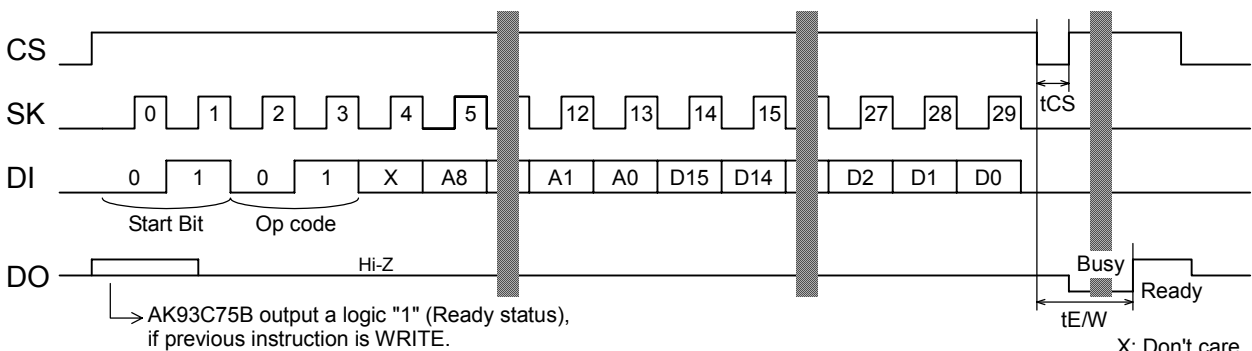 CS
tCS
SK 0 1 2 3 4 5 12 13 14 15 27 28 29
DI 0 1 0 1 X A8 A1 A0 D15 D14 D2 D1 D0
Start Bit Op code
DO Hi-Z Busy Ready
tE/W
AK93C75B output a logic "1" (Ready status),
if previous instruction is WRITE.
X: Don't care